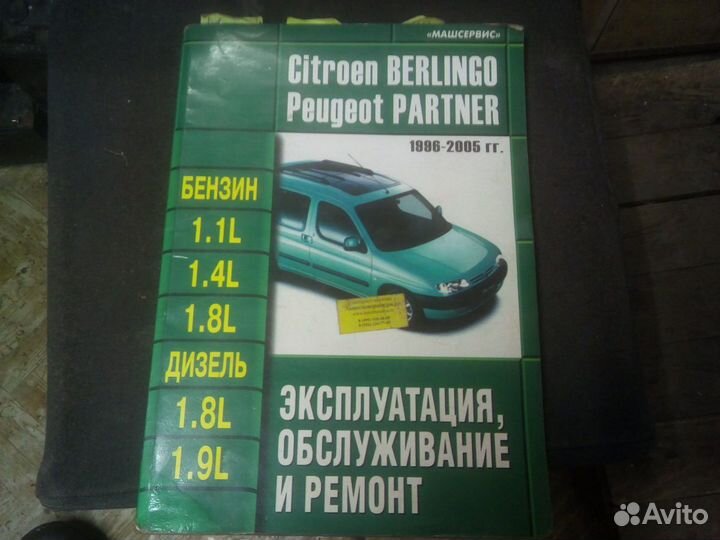 «МАШСЕРВИС»
Citroen BERLINGO
Peugeot PARTNER
1996-2005 гг.
БЕНЗИН
1.1L
1.4L
1.8L
ДИЗЕЛЬ
1.8L
1.9L
ЭКСПЛУАТАЦИЯ,
ОБСЛУЖИВАНИЕ
И РЕМОНТ
Avito